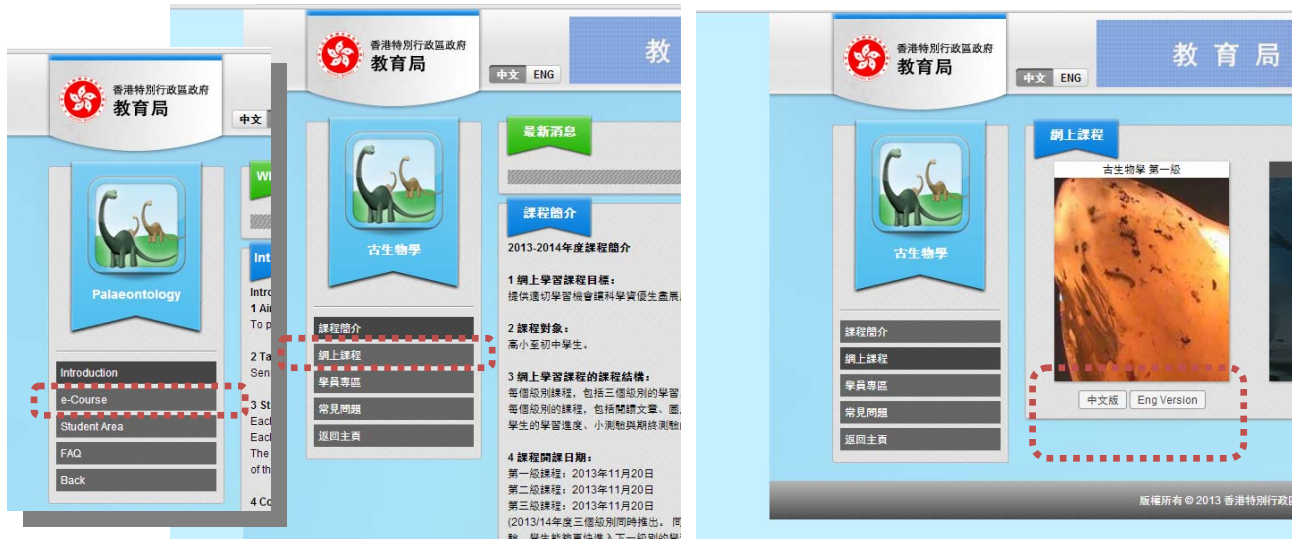 香港特別行政區政府
教育局
中文
Palaeontology
Introduction
e-Course
Student Area
FAQ
Back
Int
Intro
1 Ai
To p
2 Ta
Sen
3 St
Each
Each
The
of th
4 Co
香港特別行政區政府
教育局
中文 ENG
教
古生物學
課程簡介
網上課程
學員專區
常見問題
返回主頁
最新消息
課程簡介
2013-2014年度課程簡介
1 網上學習課程目標：
提供適切學習機會讓科學資優生盡展
2 課程對象：
高小至初中學生。
3 網上學習課程的課程結構：
每個級別課程，包括三個級別的學習
每個級別的課程，包括閱讀文章、圖
學生的學習進度、小測驗與期終測驗
4 課程開課日期：
第一級課程：2013年11月20日
第二級課程：2013年11月20日
第三級課程：2013年11月20日
(2013/14年度三個級別同時推出。 同
香港特別行政區政府
教育局
中文 ENG
教育局
古生物學
課程簡介
網上課程
學員專區
常見問題
返回主頁
網上課程
古生物學 第一級
中文版 Eng Version
版權所有 © 2013 香港特別行政